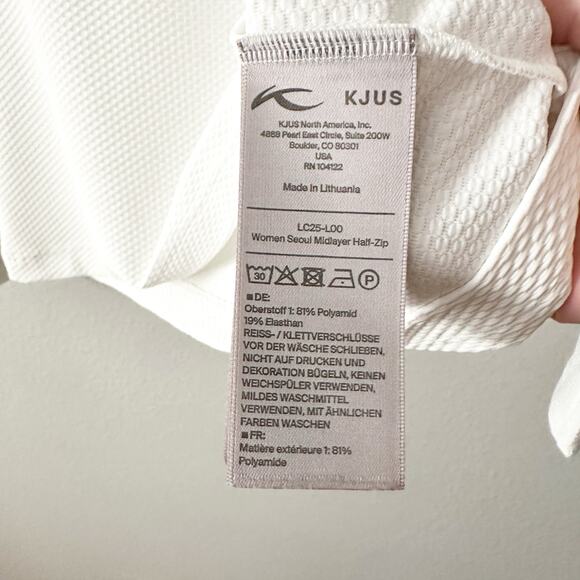 KJUS
KJUS North America, Inc.
4888 Pearl East Circle, Suite 200W
Boulder, CO 80301
USA
RN 104122
Made in Lithuania
LC25-L00
Women Seoul Midlayer Half-Zip
30 P
■ DE:
Oberstoff 1: 81% Polyamid
19% Elasthan
REISS- / KLETTVERSCHLÜSSE
VOR DER WÄSCHE SCHLIEßEN,
NICHT AUF DRUCKEN UND
DEKORATION BÜGELN, KEINEN
WEICHSPÜLER VERWENDEN,
MILDES WASCHMITTEL
VERWENDEN, MIT ÄHNLICHEN
FARBEN WASCHEN
■ FR:
Matière extérieure 1: 81%
Polyamide